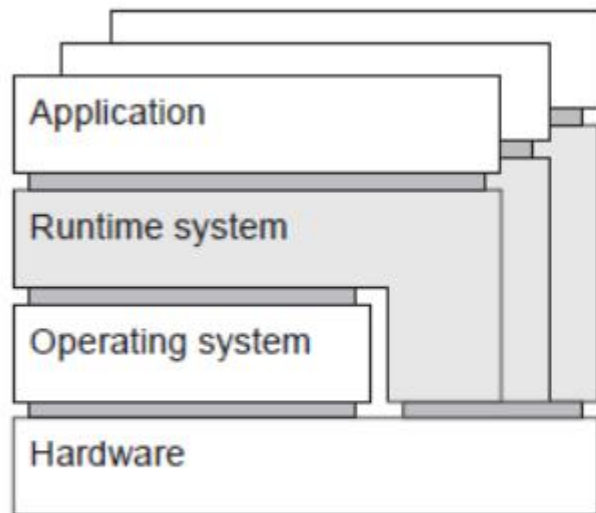 Application
Runtime system
Operating system
Hardware